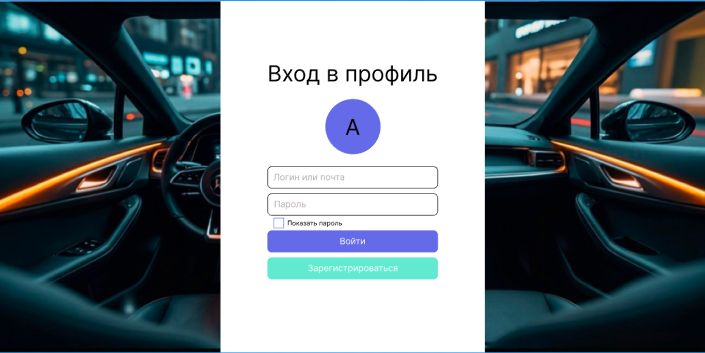 Вход в профиль
А
Логин или почта
Пароль
Показать пароль
Войти
Зарегистрироваться